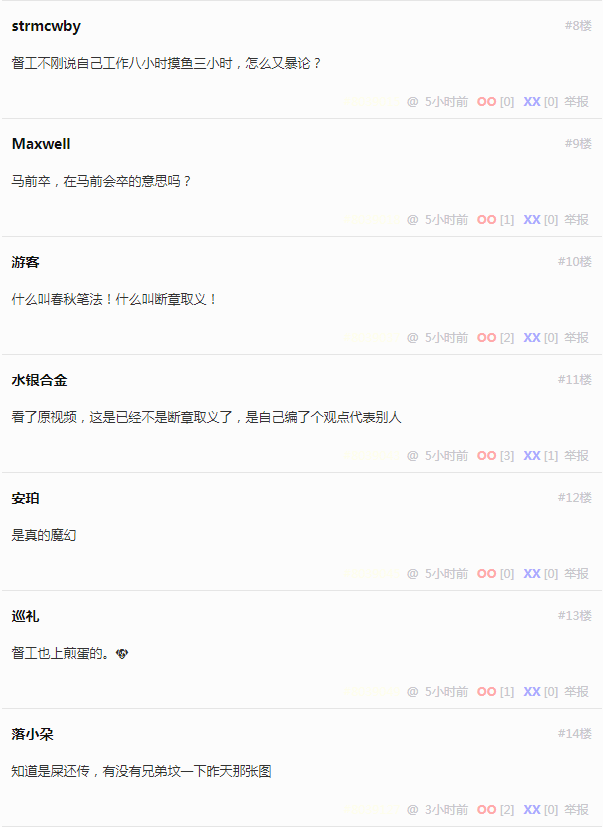 strmcwby #8楼
督工不刚说自己工作八小时摸鱼三小时，怎么又暴论？
@ 5小时前 OO [0] XX [0] 举报
Maxwell #9楼
马前卒，在马前会卒的意思吗？
@ 5小时前 OO [1] XX [0] 举报
游客 #10楼
什么叫春秋笔法！什么叫断章取义！
@ 5小时前 OO [2] XX [0] 举报
水银合金 #11楼
看了原视频，这是已经不是断章取义了，是自己编了个观点代表别人
@ 5小时前 OO [3] XX [1] 举报
安珀 #12楼
是真的魔幻
@ 5小时前 OO [0] XX [0] 举报
巡礼 #13楼
督工也上煎蛋的。
@ 5小时前 OO [1] XX [0] 举报
落小朵 #14楼
知道是屎还传，有没有兄弟坟一下昨天那张图
@ 3小时前 OO [2] XX [0] 举报